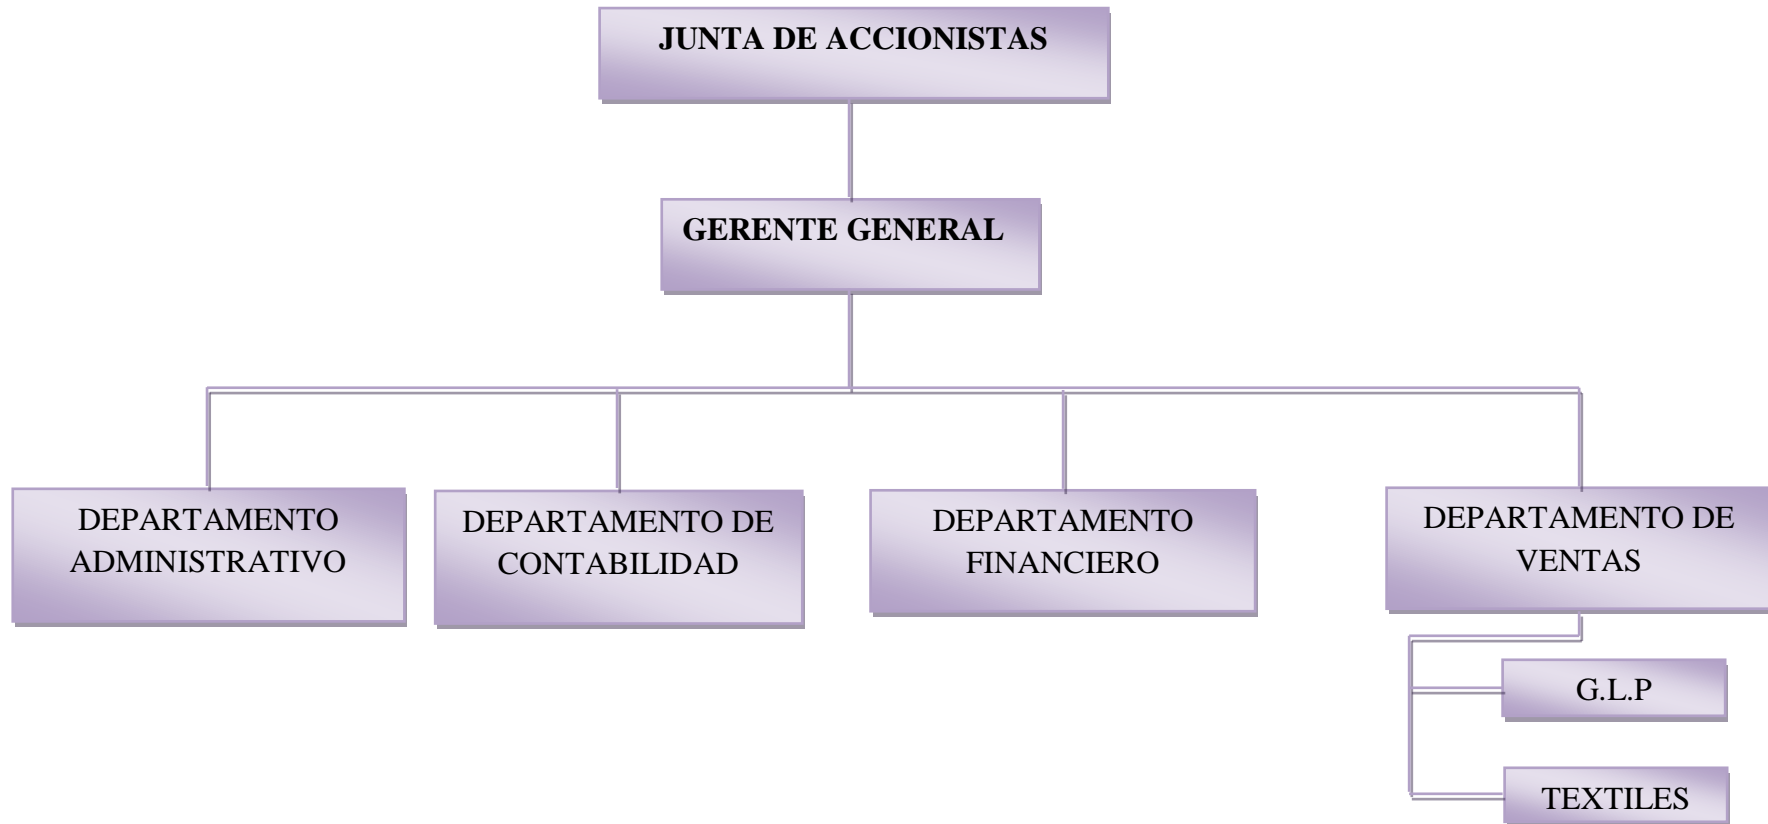 JUNTA DE ACCIONISTAS
GERENTE GENERAL
DEPARTAMENTO
ADMINISTRATIVO
DEPARTAMENTO DE
CONTABILIDAD
DEPARTAMENTO
FINANCIERO
DEPARTAMENTO DE
VENTAS
G.L.P
TEXTILES